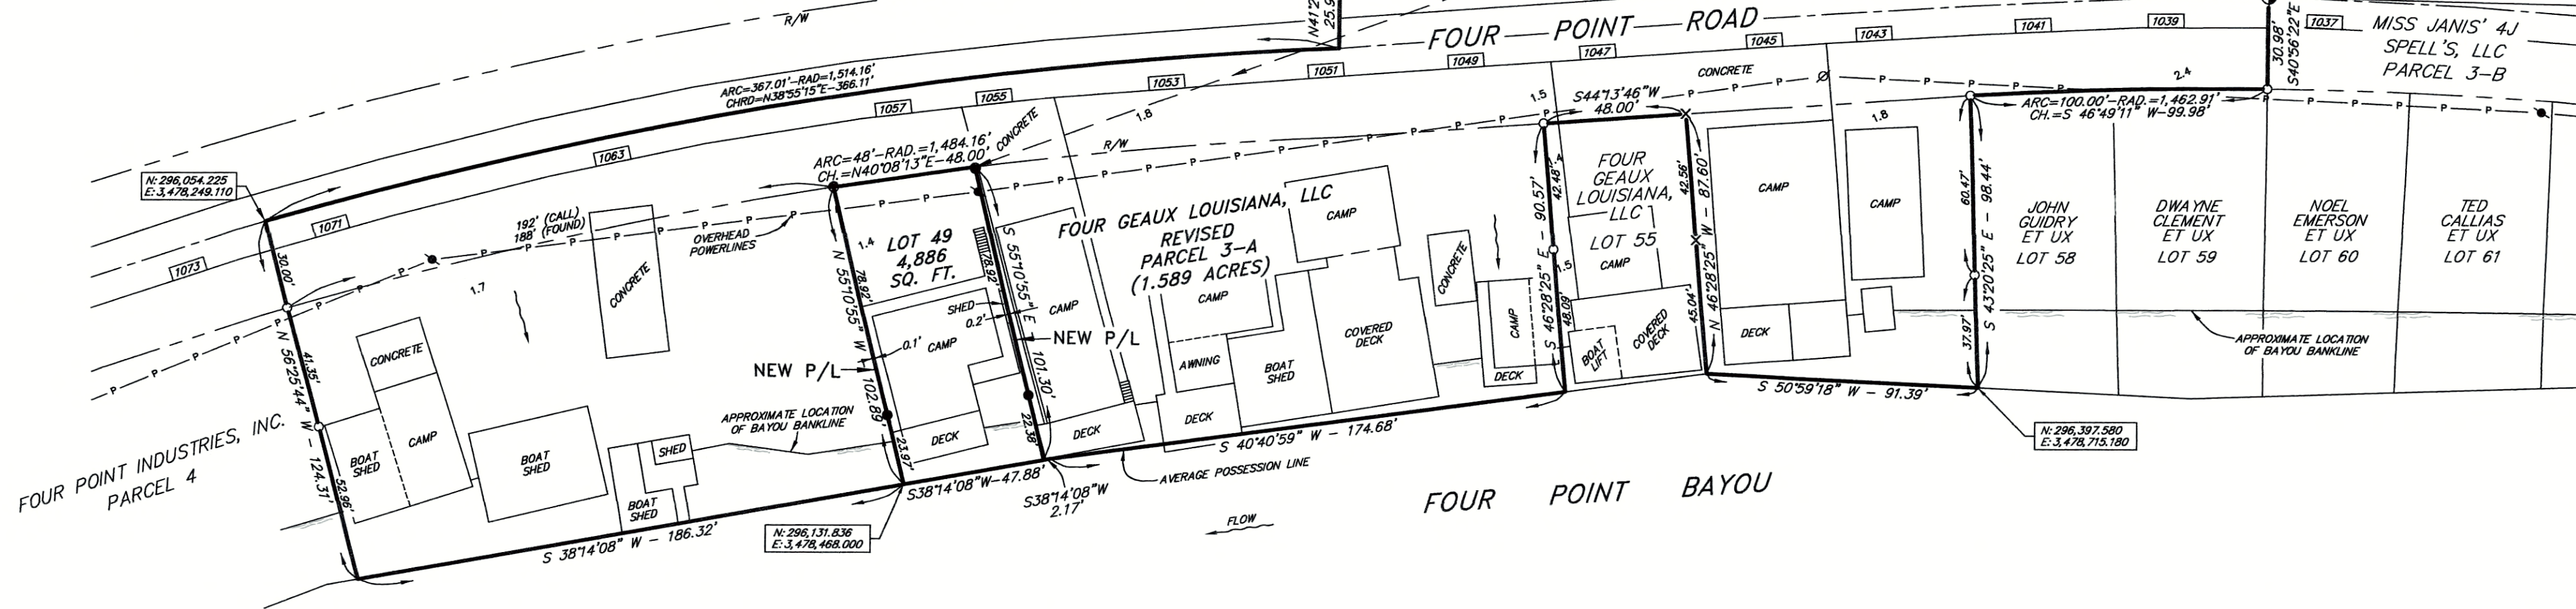 R/W
N41°2
25.9
FOUR POINT ROAD
1037
1039
1041
1043
1045
1047
1049
1051
1053
1055
1057
1063
1071
1073
30.98'
S40°56'22"E
MISS JANIS' 4J
SPELL'S, LLC
PARCEL 3-B
ARC=367.01'-RAD=1,514.16'
CHRD=N38°55'15"E-366.11'
N: 296,054.225
E: 3,478,249.110
192' (CALL)
188' (FOUND)
OVERHEAD
POWERLINES
ARC=48'-RAD.=1,484.16'
CH.=N40°08'13"E-48.00'
CONCRETE
1.8
R/W
1.5
S44°13'46"W
48.00'
CONCRETE
1.8
2.4
ARC=100.00'-RAD.=1,462.91'
CH.=S 46°49'11" W-99.98'
30.00'
1.7
CONCRETE
1.4
LOT 49
4,886
SQ. FT.
N 55°10'55" W
78.92'
102.89'
23.97'
S 55°10'55" E
78.92'
101.30'
22.38'
FOUR GEAUX LOUISIANA, LLC
REVISED
PARCEL 3-A
(1.589 ACRES)
CAMP
CAMP
CAMP
AWNING
BOAT
SHED
COVERED
DECK
CONCRETE
CAMP
DECK
S 46°28'25" E - 90.57'
42.48'
48.09'
1.5
FOUR
GEAUX
LOUISIANA,
LLC
LOT 55
CAMP
BOAT
LIFT
COVERED
DECK
42.56'
45.04'
N 46°28'25" W - 87.60'
CAMP
DECK
CAMP
60.47'
37.97'
S 43°20'25" E - 98.44'
JOHN
GUIDRY
ET UX
LOT 58
DWAYNE
CLEMENT
ET UX
LOT 59
NOEL
EMERSON
ET UX
LOT 60
TED
CALLIAS
ET UX
LOT 61
APPROXIMATE LOCATION
OF BAYOU BANKLINE
SHED
0.2'
0.1'
CAMP
NEW P/L
NEW P/L
DECK
DECK
DECK
N 56°25'44" W - 124.31'
41.35'
52.96'
CONCRETE
CAMP
BOAT
SHED
BOAT
SHED
SHED
BOAT
SHED
APPROXIMATE LOCATION
OF BAYOU BANKLINE
FOUR POINT INDUSTRIES, INC.
PARCEL 4
S 38°14'08" W - 186.32'
S38°14'08"W-47.88'
S38°14'08"W
2.17'
S 40°40'59" W - 174.68'
AVERAGE POSSESSION LINE
S 50°59'18" W - 91.39'
N: 296,131.836
E: 3,478,468.000
N: 296,397.580
E: 3,478,715.180
FOUR POINT BAYOU
FLOW